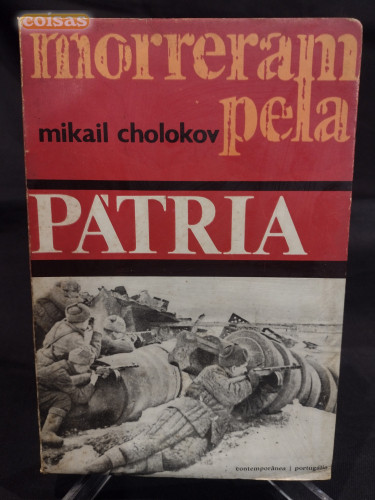 coisas
morreram
pela
mikail cholokov
PÁTRIA
contemporânea | portugália